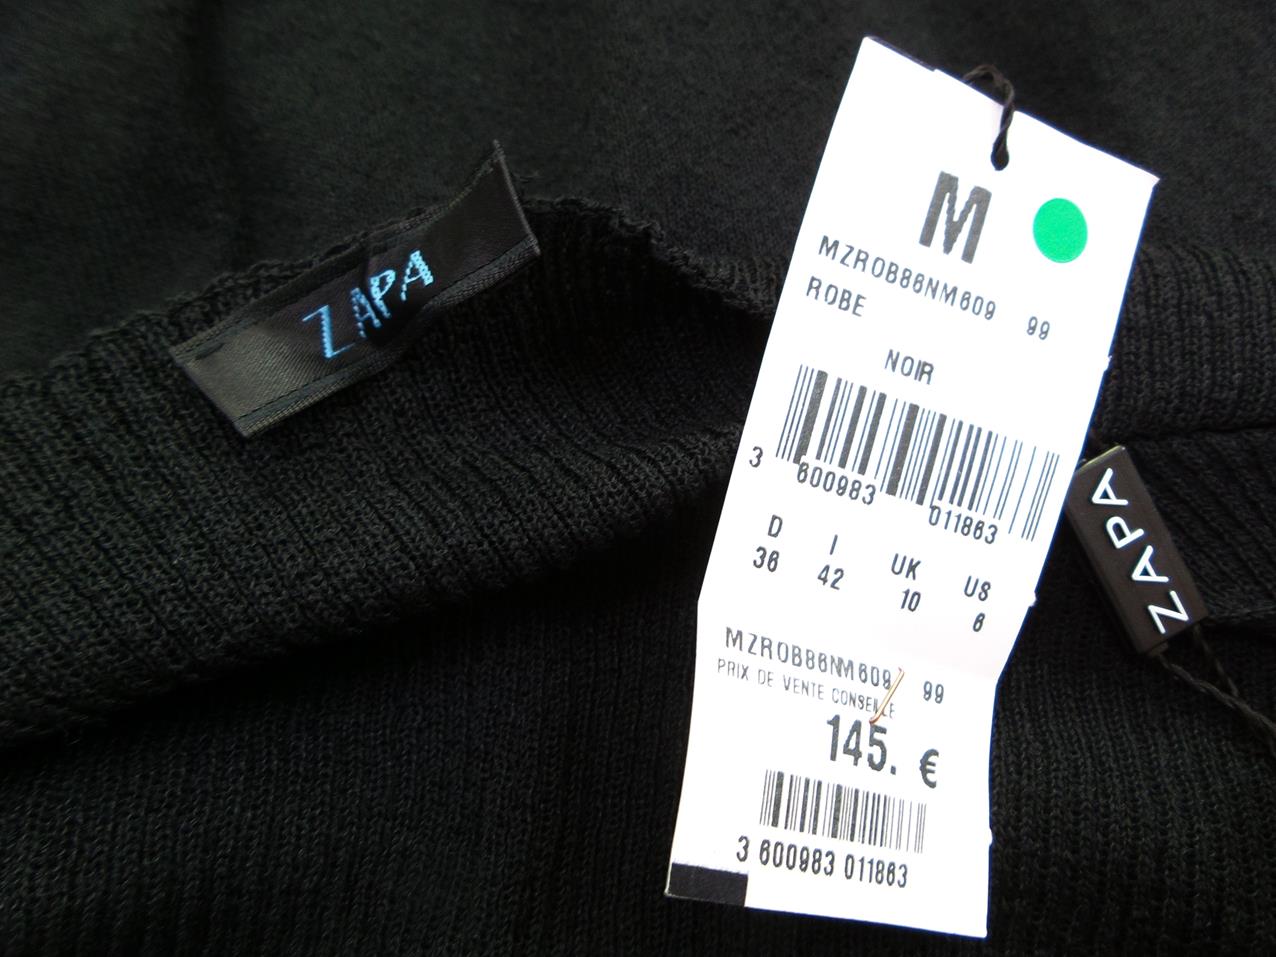 ZAPA
M
MZROB86NM609 99
ROBE
NOIR
3 600983 011863
D I UK US
36 42 10 6
MZROB86NM609 99
PRIX DE VENTE CONSEILLE
145. €
3 600983 011863
ZAPA